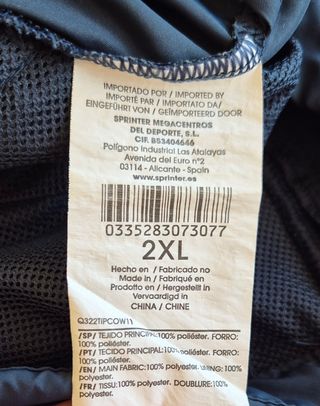 IMPORTADO POR / IMPORTED BY
IMPORTÉ PAR / IMPORTATO DA/
EINGEFÜHRT VON / GEÏMPORTEERD DOOR
SPRINTER MEGACENTROS
DEL DEPORTE, S.L.
CIF. B53404646
Polígono Industrial Las Atalayas
Avenida del Euro nº2
03114 - Alicante - Spain
www.sprinter.es
0335283073077
2XL
Hecho en / Fabricado no
Made in / Fabriqué en
Prodotto en / Hergestellt in
Vervaardigd in
CHINA / CHINE
Q322TIPCOW11
/SP/ TEJIDO PRINCIPAL:100% poliéster. FORRO:
100% poliéster.
/PT/ TECIDO PRINCIPAL:100% poliéster. FORRO:
100% poliéster.
/EN/ MAIN FABRIC:100% polyester. LINING: 100%
polyester.
/FR/ TISSU:100% polyester. DOUBLURE:100%
polyester.